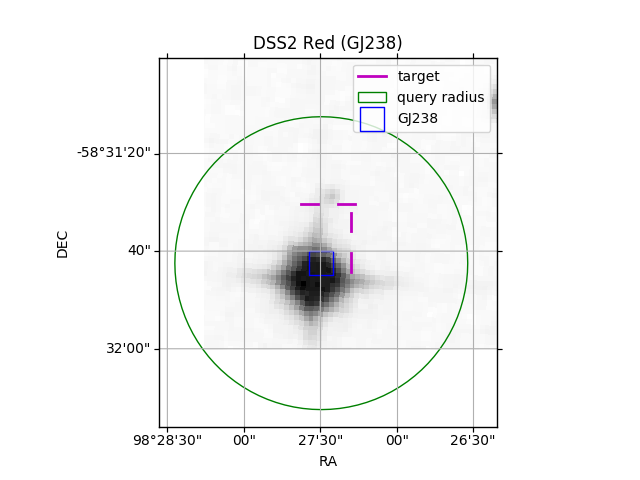 DSS2 Red (GJ238)
target
query radius
GJ238
-58°31'20"
40"
32'00"
DEC
98°28'30"
00"
27'30"
00"
26'30"
RA